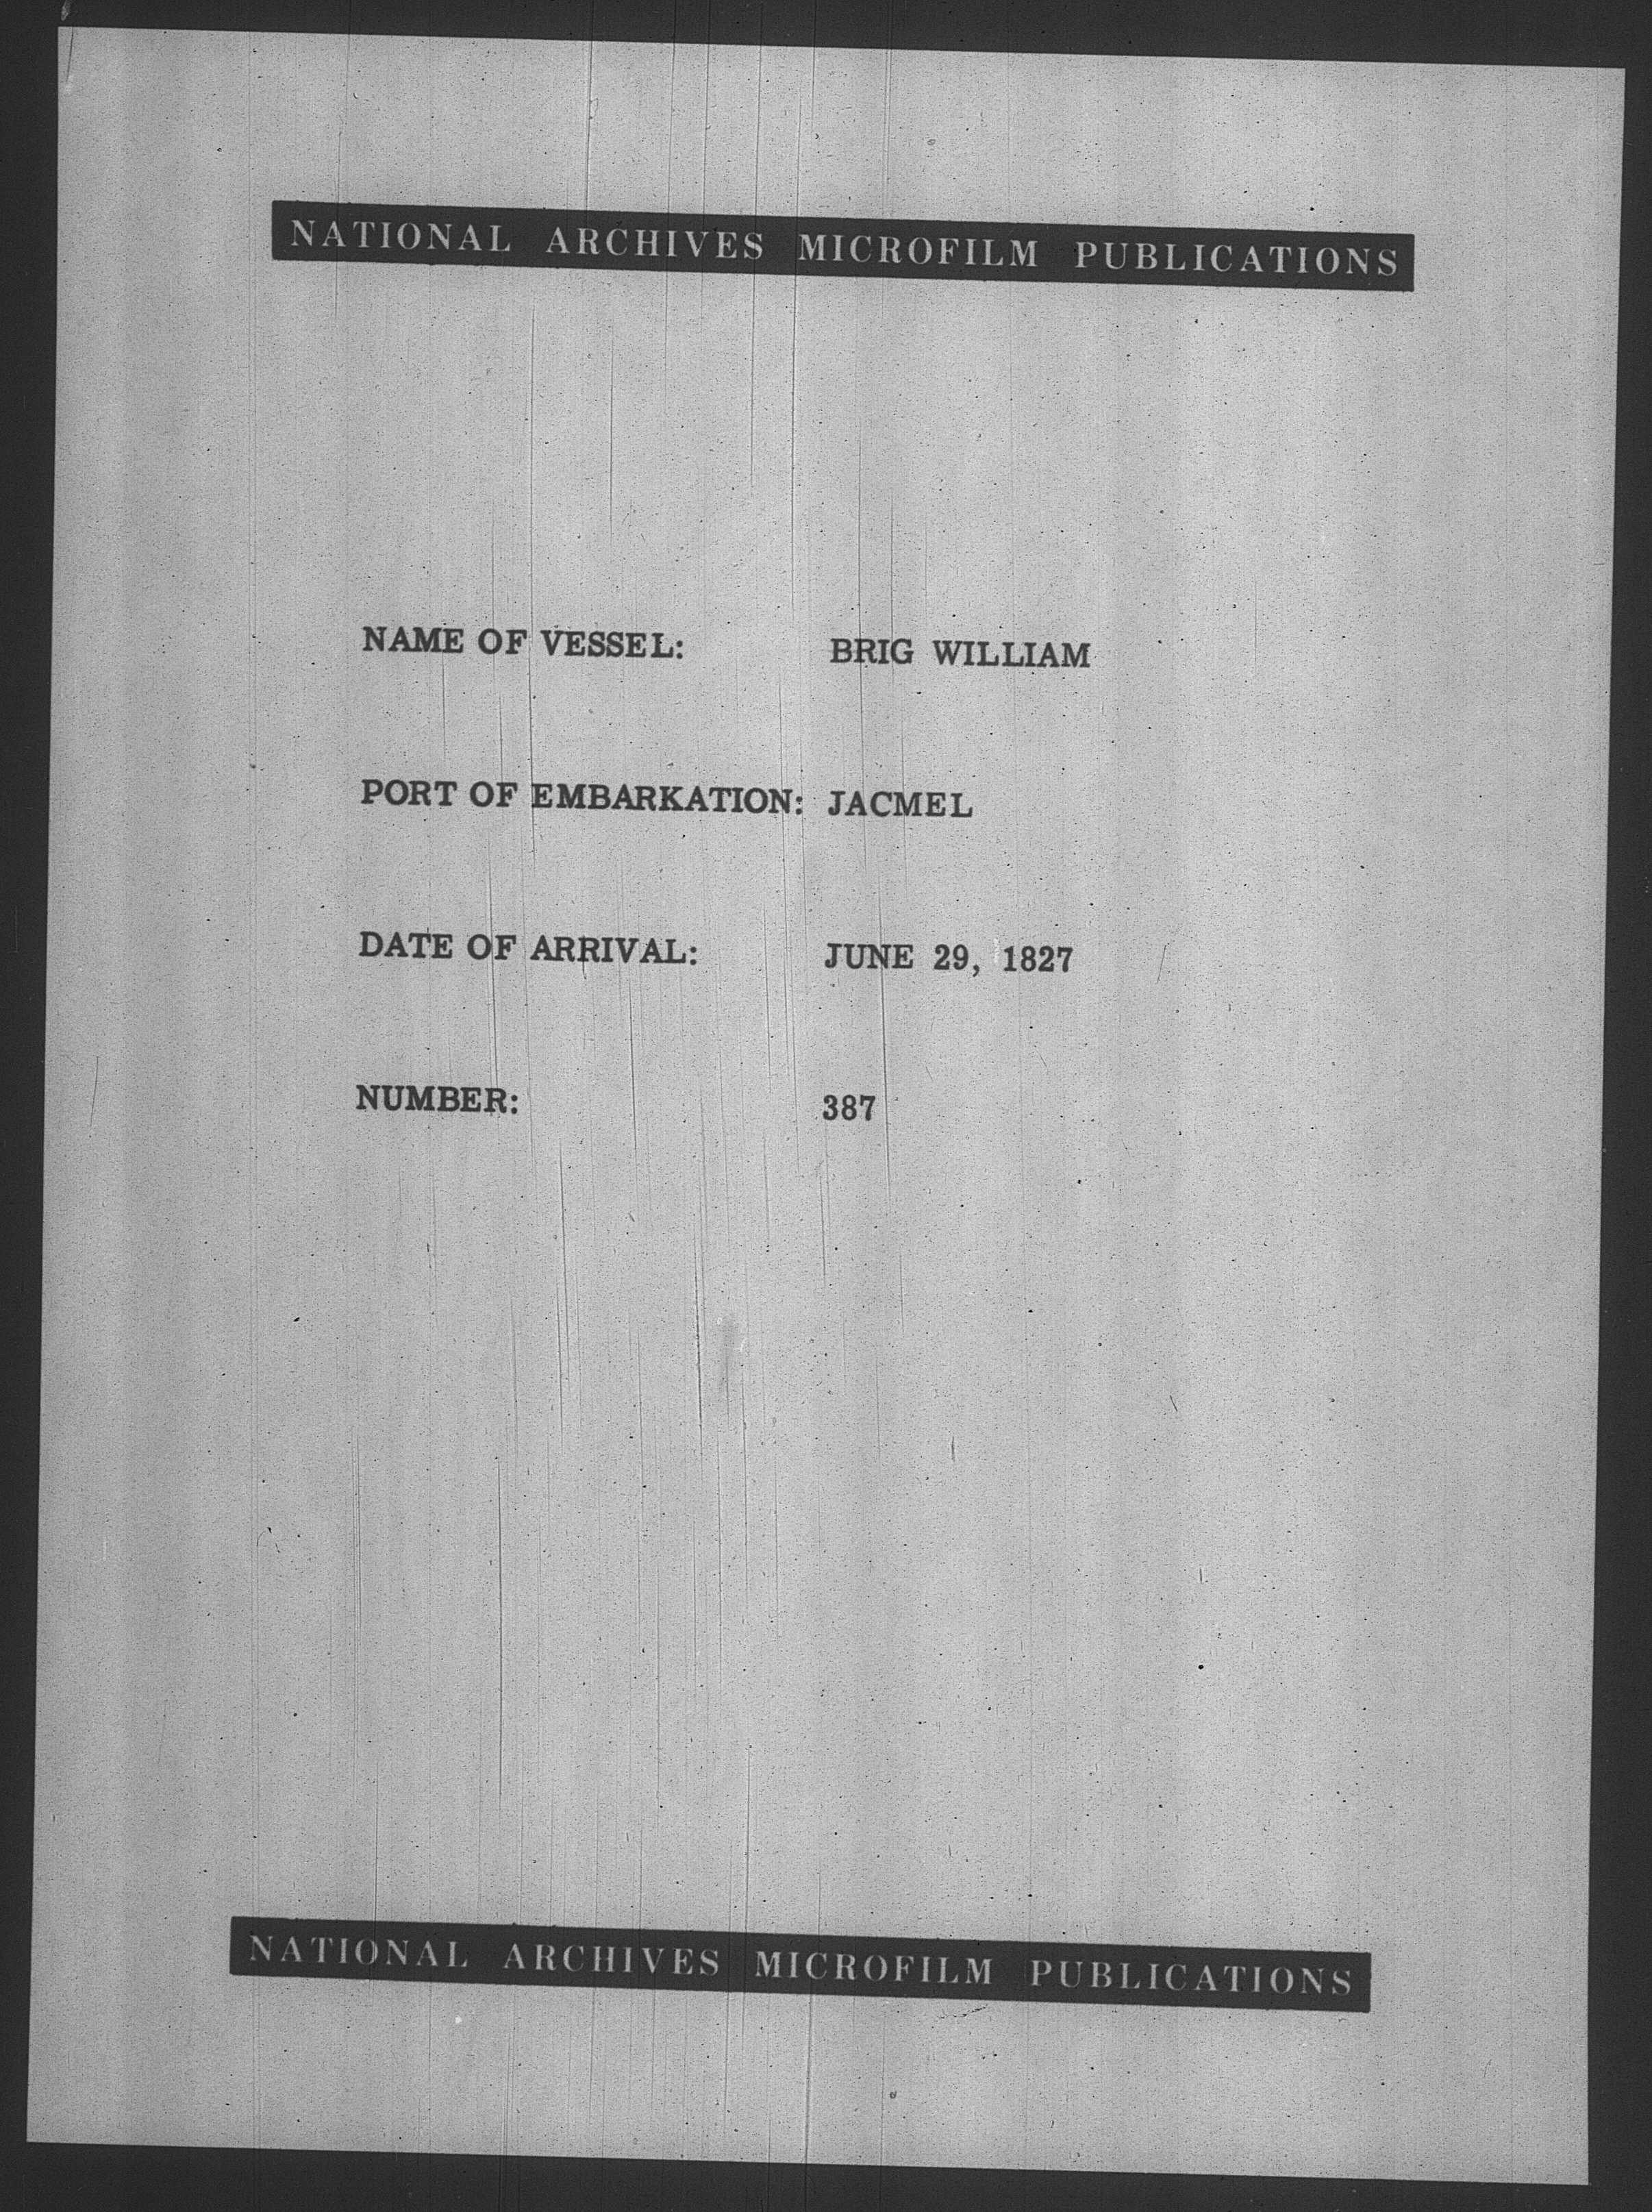 NATIONAL ARCHIVES MICROFILM PUBLICATIONS
NAME OF VESSEL: BRIG WILLIAM
PORT OF EMBARKATION: JACMEL
DATE OF ARRIVAL: JUNE 29, 1827
NUMBER: 387
NATIONAL ARCHIVES MICROFILM PUBLICATIONS